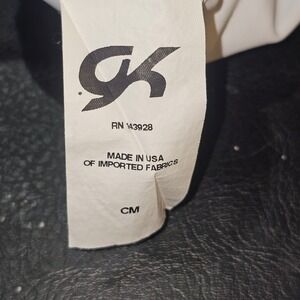 GK
RN 143928
MADE IN USA
OF IMPORTED FABRICS
CM